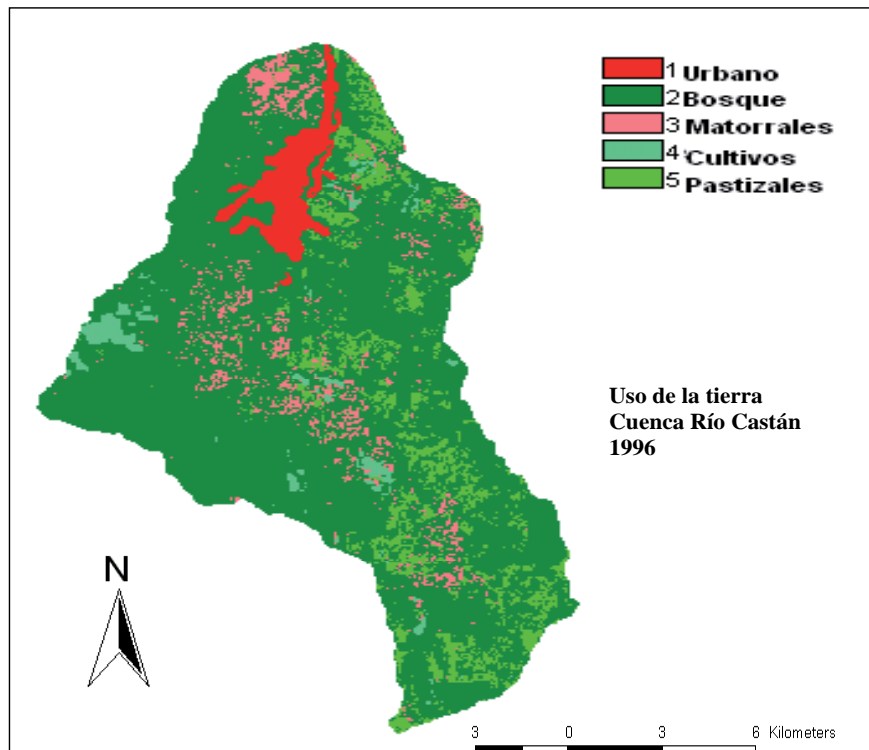 1 Urbano
2 Bosque
3 Matorrales
4 Cultivos
5 Pastizales
Uso de la tierra
Cuenca Río Castán
1996
N
3 0 3 6 Kilometers